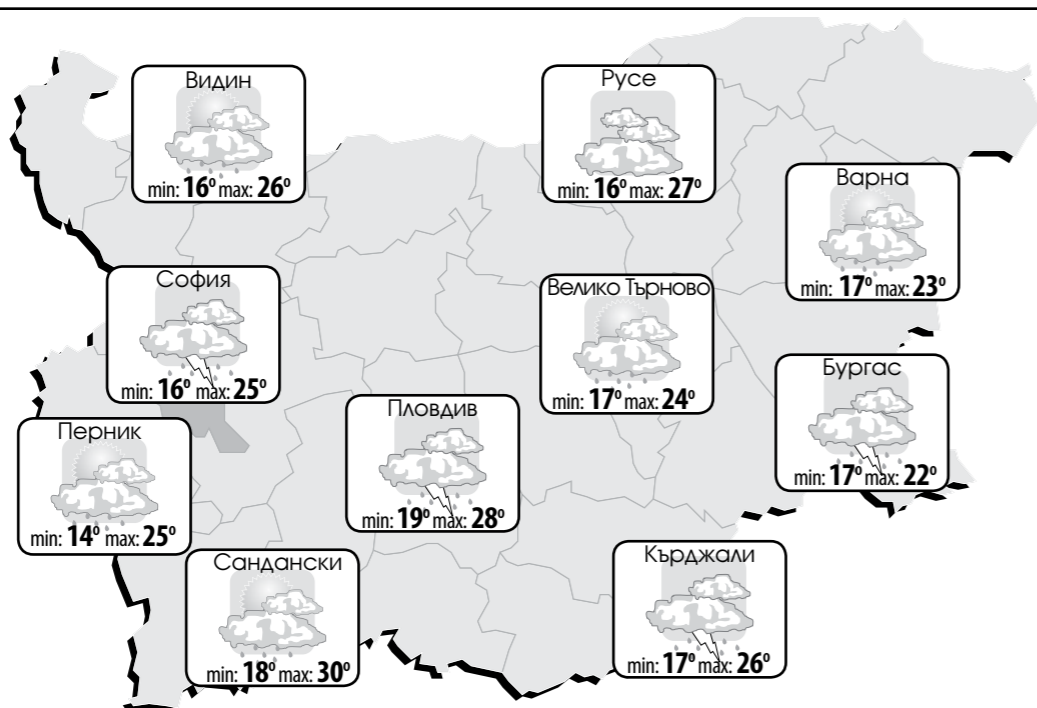 Видин
min: 16° max: 26°
Русе
min: 16° max: 27°
Варна
min: 17° max: 23°
София
min: 16° max: 25°
Велико Търново
min: 17° max: 24°
Бургас
min: 17° max: 22°
Пловдив
min: 19° max: 28°
Перник
min: 14° max: 25°
Сандански
min: 18° max: 30°
Кърджали
min: 17° max: 26°